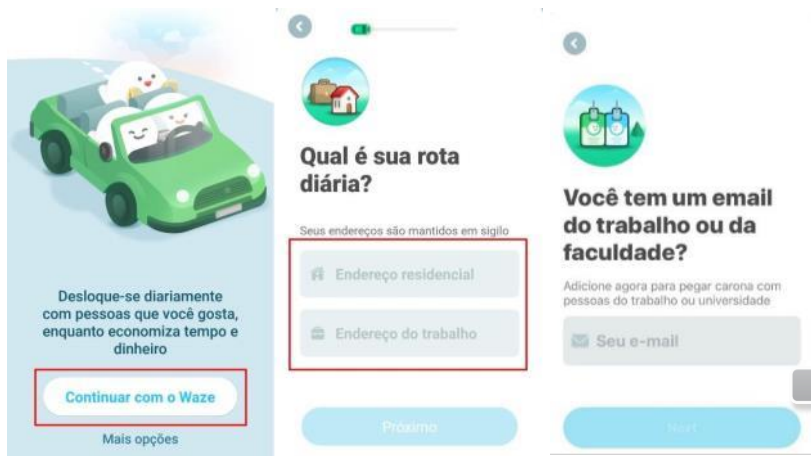 Desloque-se diariamente
com pessoas que você gosta,
enquanto economiza tempo e
dinheiro
Continuar com o Waze
Mais opções
Qual é sua rota
diária?
Seus endereços são mantidos em sigilo
Endereço residencial
Endereço do trabalho
Próximo
Você tem um email
do trabalho ou da
faculdade?
Adicione agora para pegar carona com
pessoas do trabalho ou universidade
Seu e-mail
Next